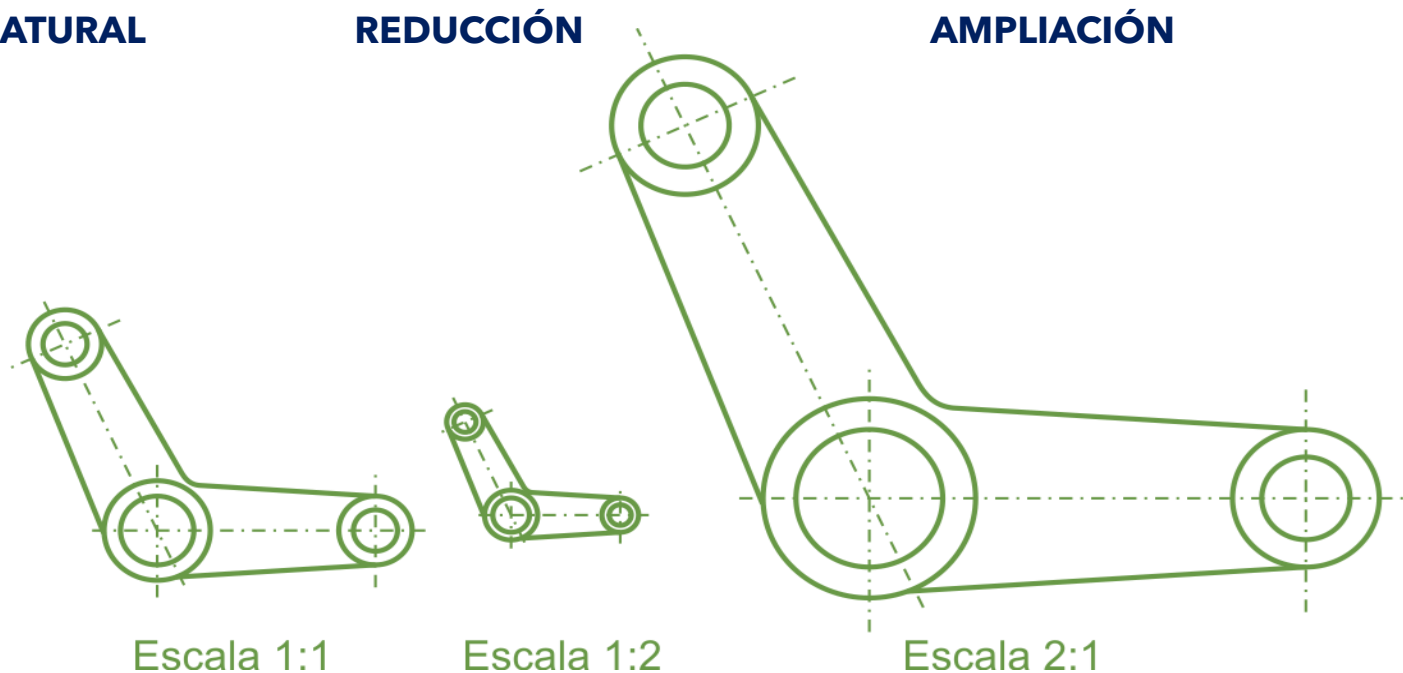 ATURAL
REDUCCIÓN
AMPLIACIÓN
Escala 1:1
Escala 1:2
Escala 2:1